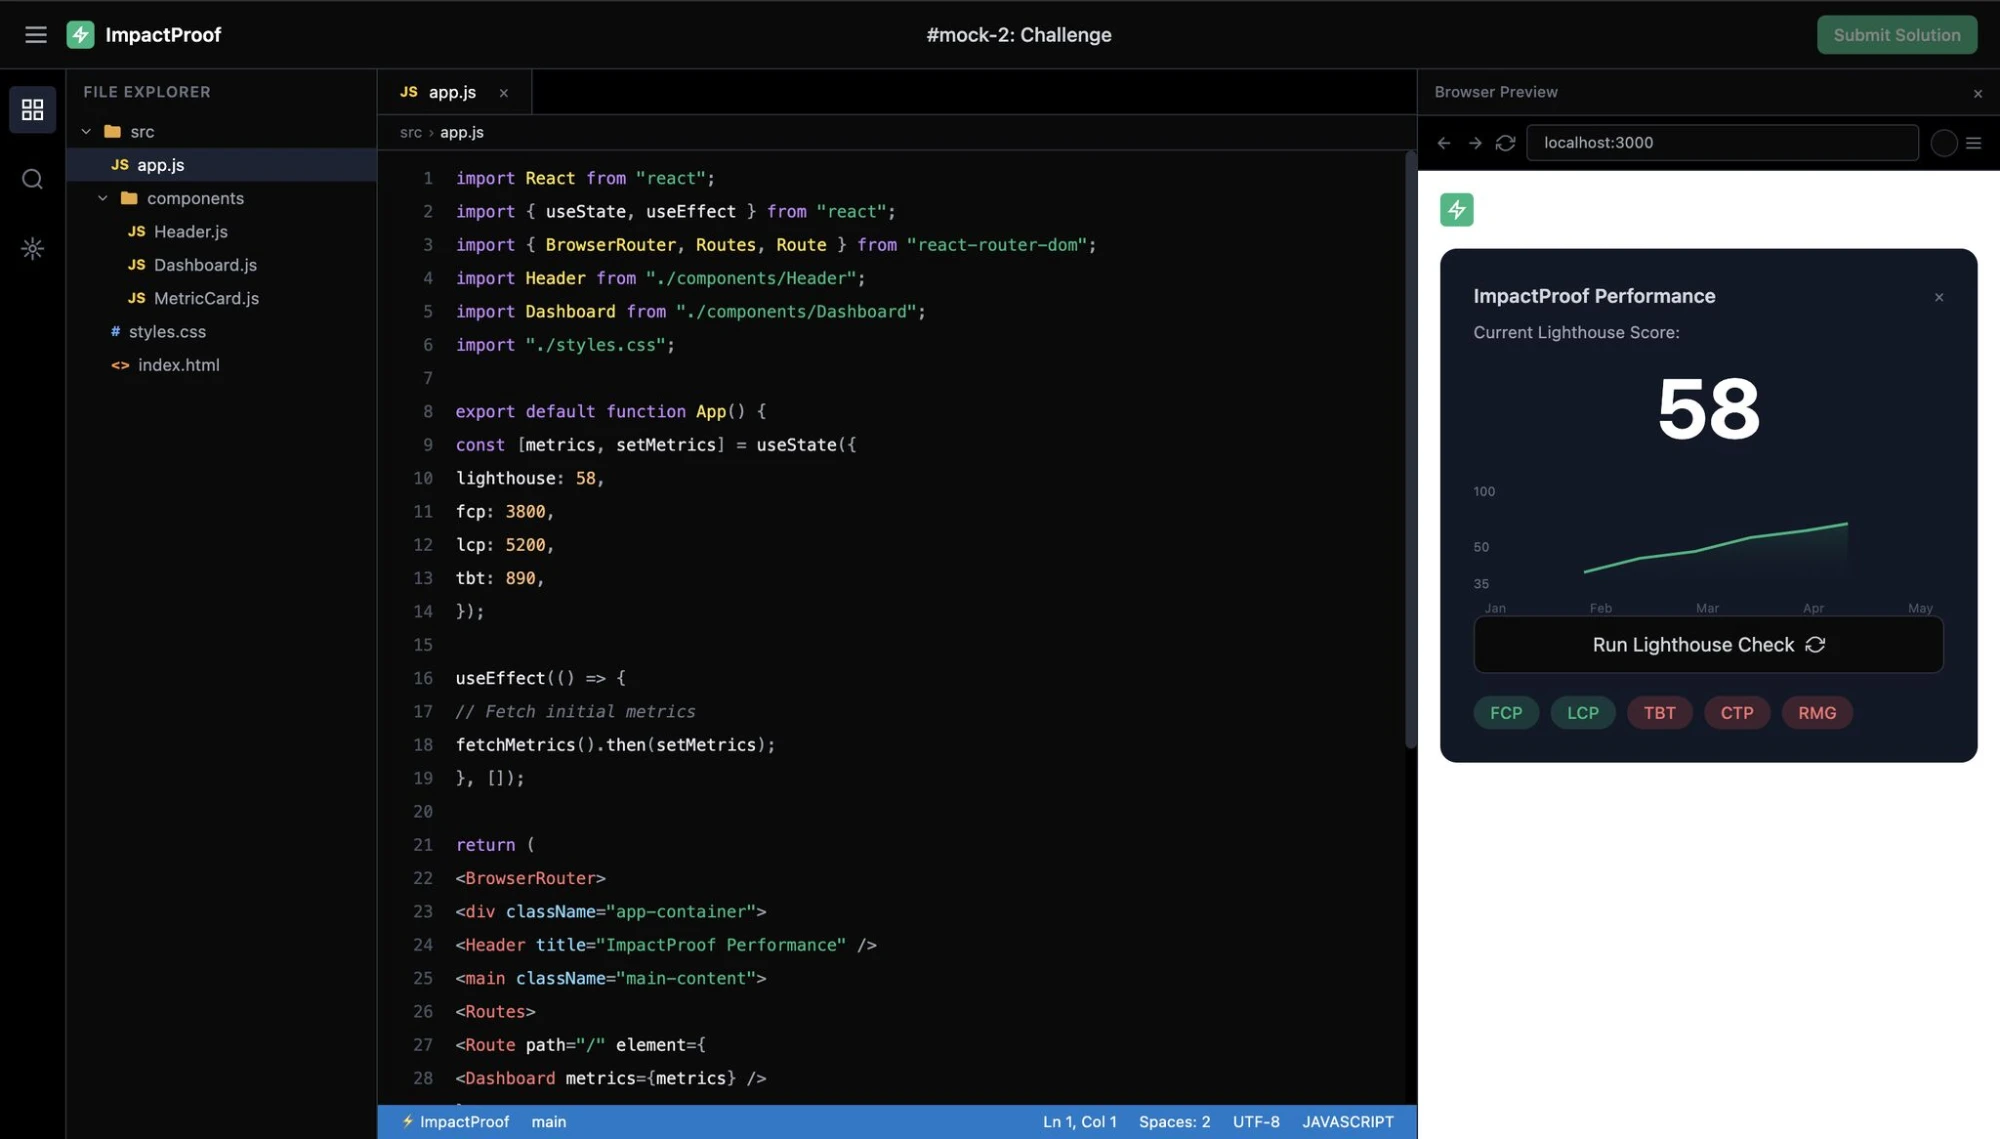 ImpactProof
#mock-2: Challenge
Submit Solution
FILE EXPLORER
src
JS app.js
components
JS Header.js
JS Dashboard.js
JS MetricCard.js
# styles.css
<> index.html
JS app.js ×
src › app.js
1 import React from "react";
2 import { useState, useEffect } from "react";
3 import { BrowserRouter, Routes, Route } from "react-router-dom";
4 import Header from "./components/Header";
5 import Dashboard from "./components/Dashboard";
6 import "./styles.css";
7
8 export default function App() {
9 const [metrics, setMetrics] = useState({
10 lighthouse: 58,
11 fcp: 3800,
12 lcp: 5200,
13 tbt: 890,
14 });
15
16 useEffect(() => {
17 // Fetch initial metrics
18 fetchMetrics().then(setMetrics);
19 }, []);
20
21 return (
22 <BrowserRouter>
23 <div className="app-container">
24 <Header title="ImpactProof Performance" />
25 <main className="main-content">
26 <Routes>
27 <Route path="/" element={
28 <Dashboard metrics={metrics} />
⚡ ImpactProof main
Ln 1, Col 1 Spaces: 2 UTF-8 JAVASCRIPT
Browser Preview ×
localhost:3000
ImpactProof Performance ×
Current Lighthouse Score:
58
100
50
35
Jan Feb Mar Apr May
Run Lighthouse Check
FCP LCP TBT CTP RMG